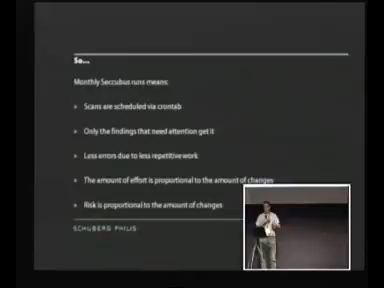 So...
Monthly Seccubus runs means:
Scans are scheduled via crontab
Only the findings that need attention get it
Less errors due to less repetitive work
The amount of effort is proportional to the amount of changes
Risk is proportional to the amount of changes
SCHUBERG PHILIS